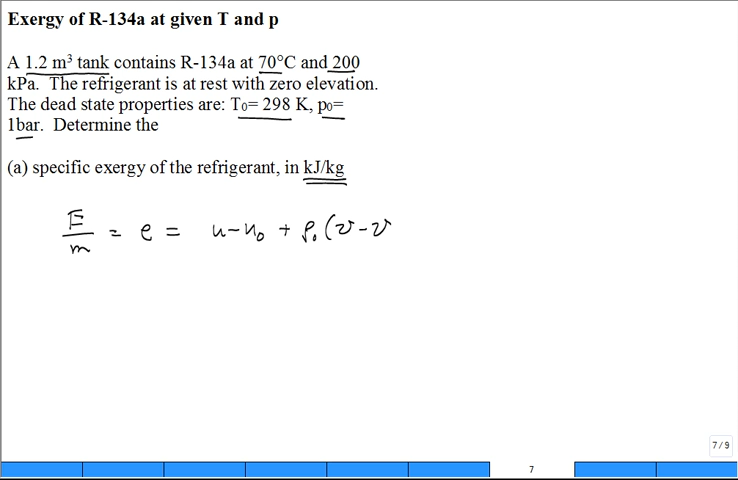 Exergy of R-134a at given T and p
A 1.2 m³ tank contains R-134a at 70°C and 200
kPa. The refrigerant is at rest with zero elevation.
The dead state properties are: T₀= 298 K, p₀=
1bar. Determine the
(a) specific exergy of the refrigerant, in kJ/kg
E/m = e = u-u₀ + p₀(v-v
7/9
7